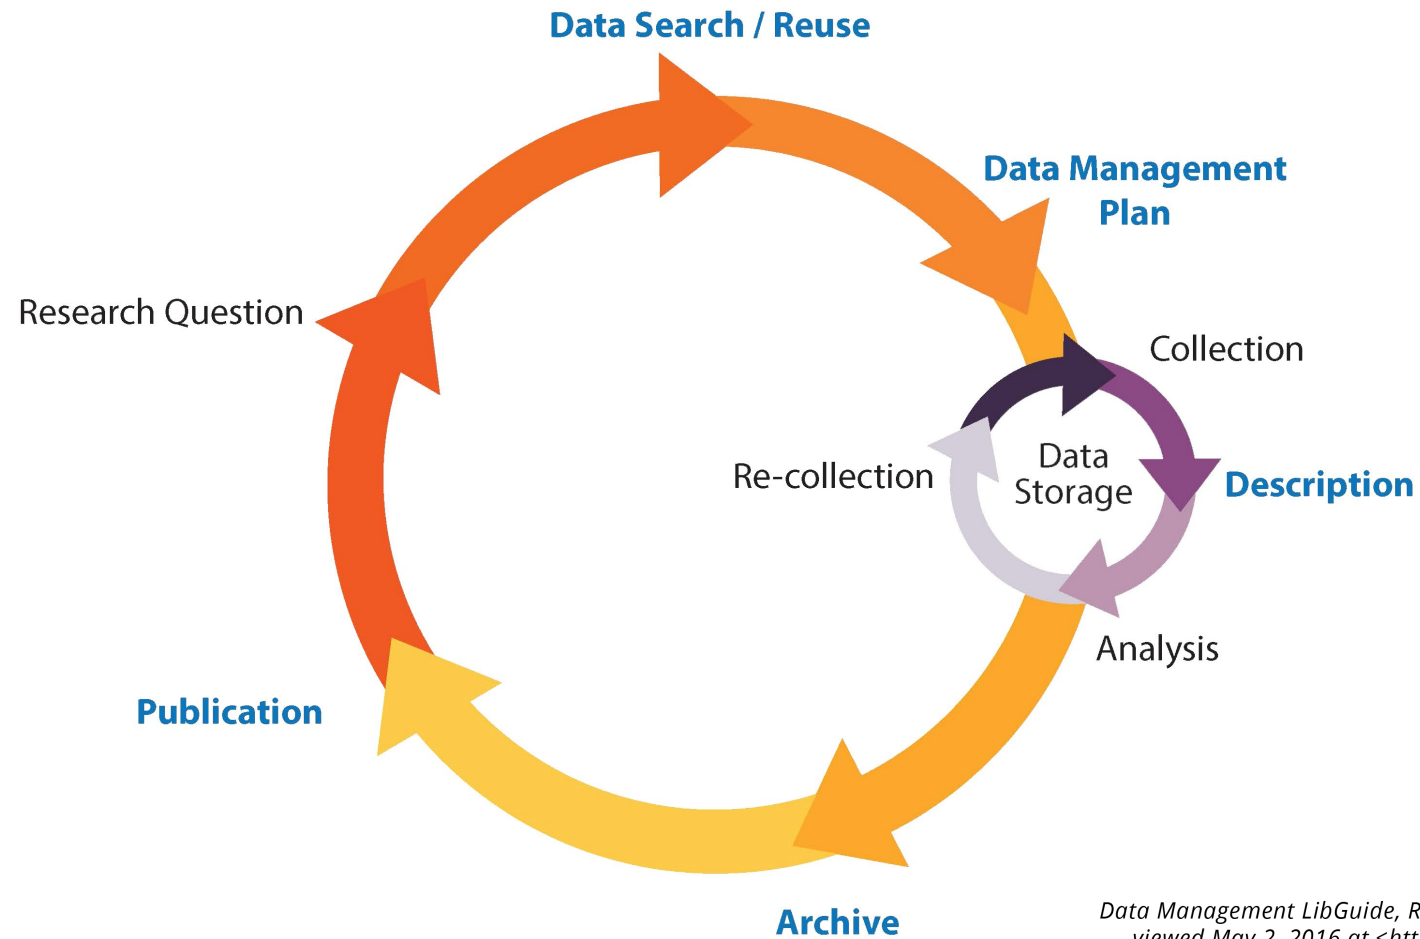 Data Search / Reuse
Data Management
Plan
Research Question
Collection
Data
Storage
Re-collection
Description
Analysis
Publication
Archive
Data Management LibGuide, R
viewed May 2, 2016 at <htt